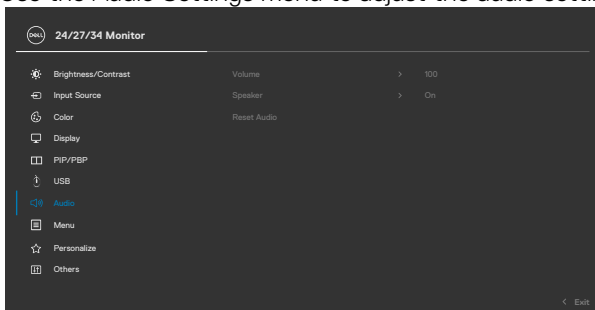 Use the Audio Settings menu to adjust the audio setti
DELL 24/27/34 Monitor
Brightness/Contrast Volume > 100
Input Source Speaker > On
Color Reset Audio
Display
PIP/PBP
USB
Audio
Menu
Personalize
Others
< Exit